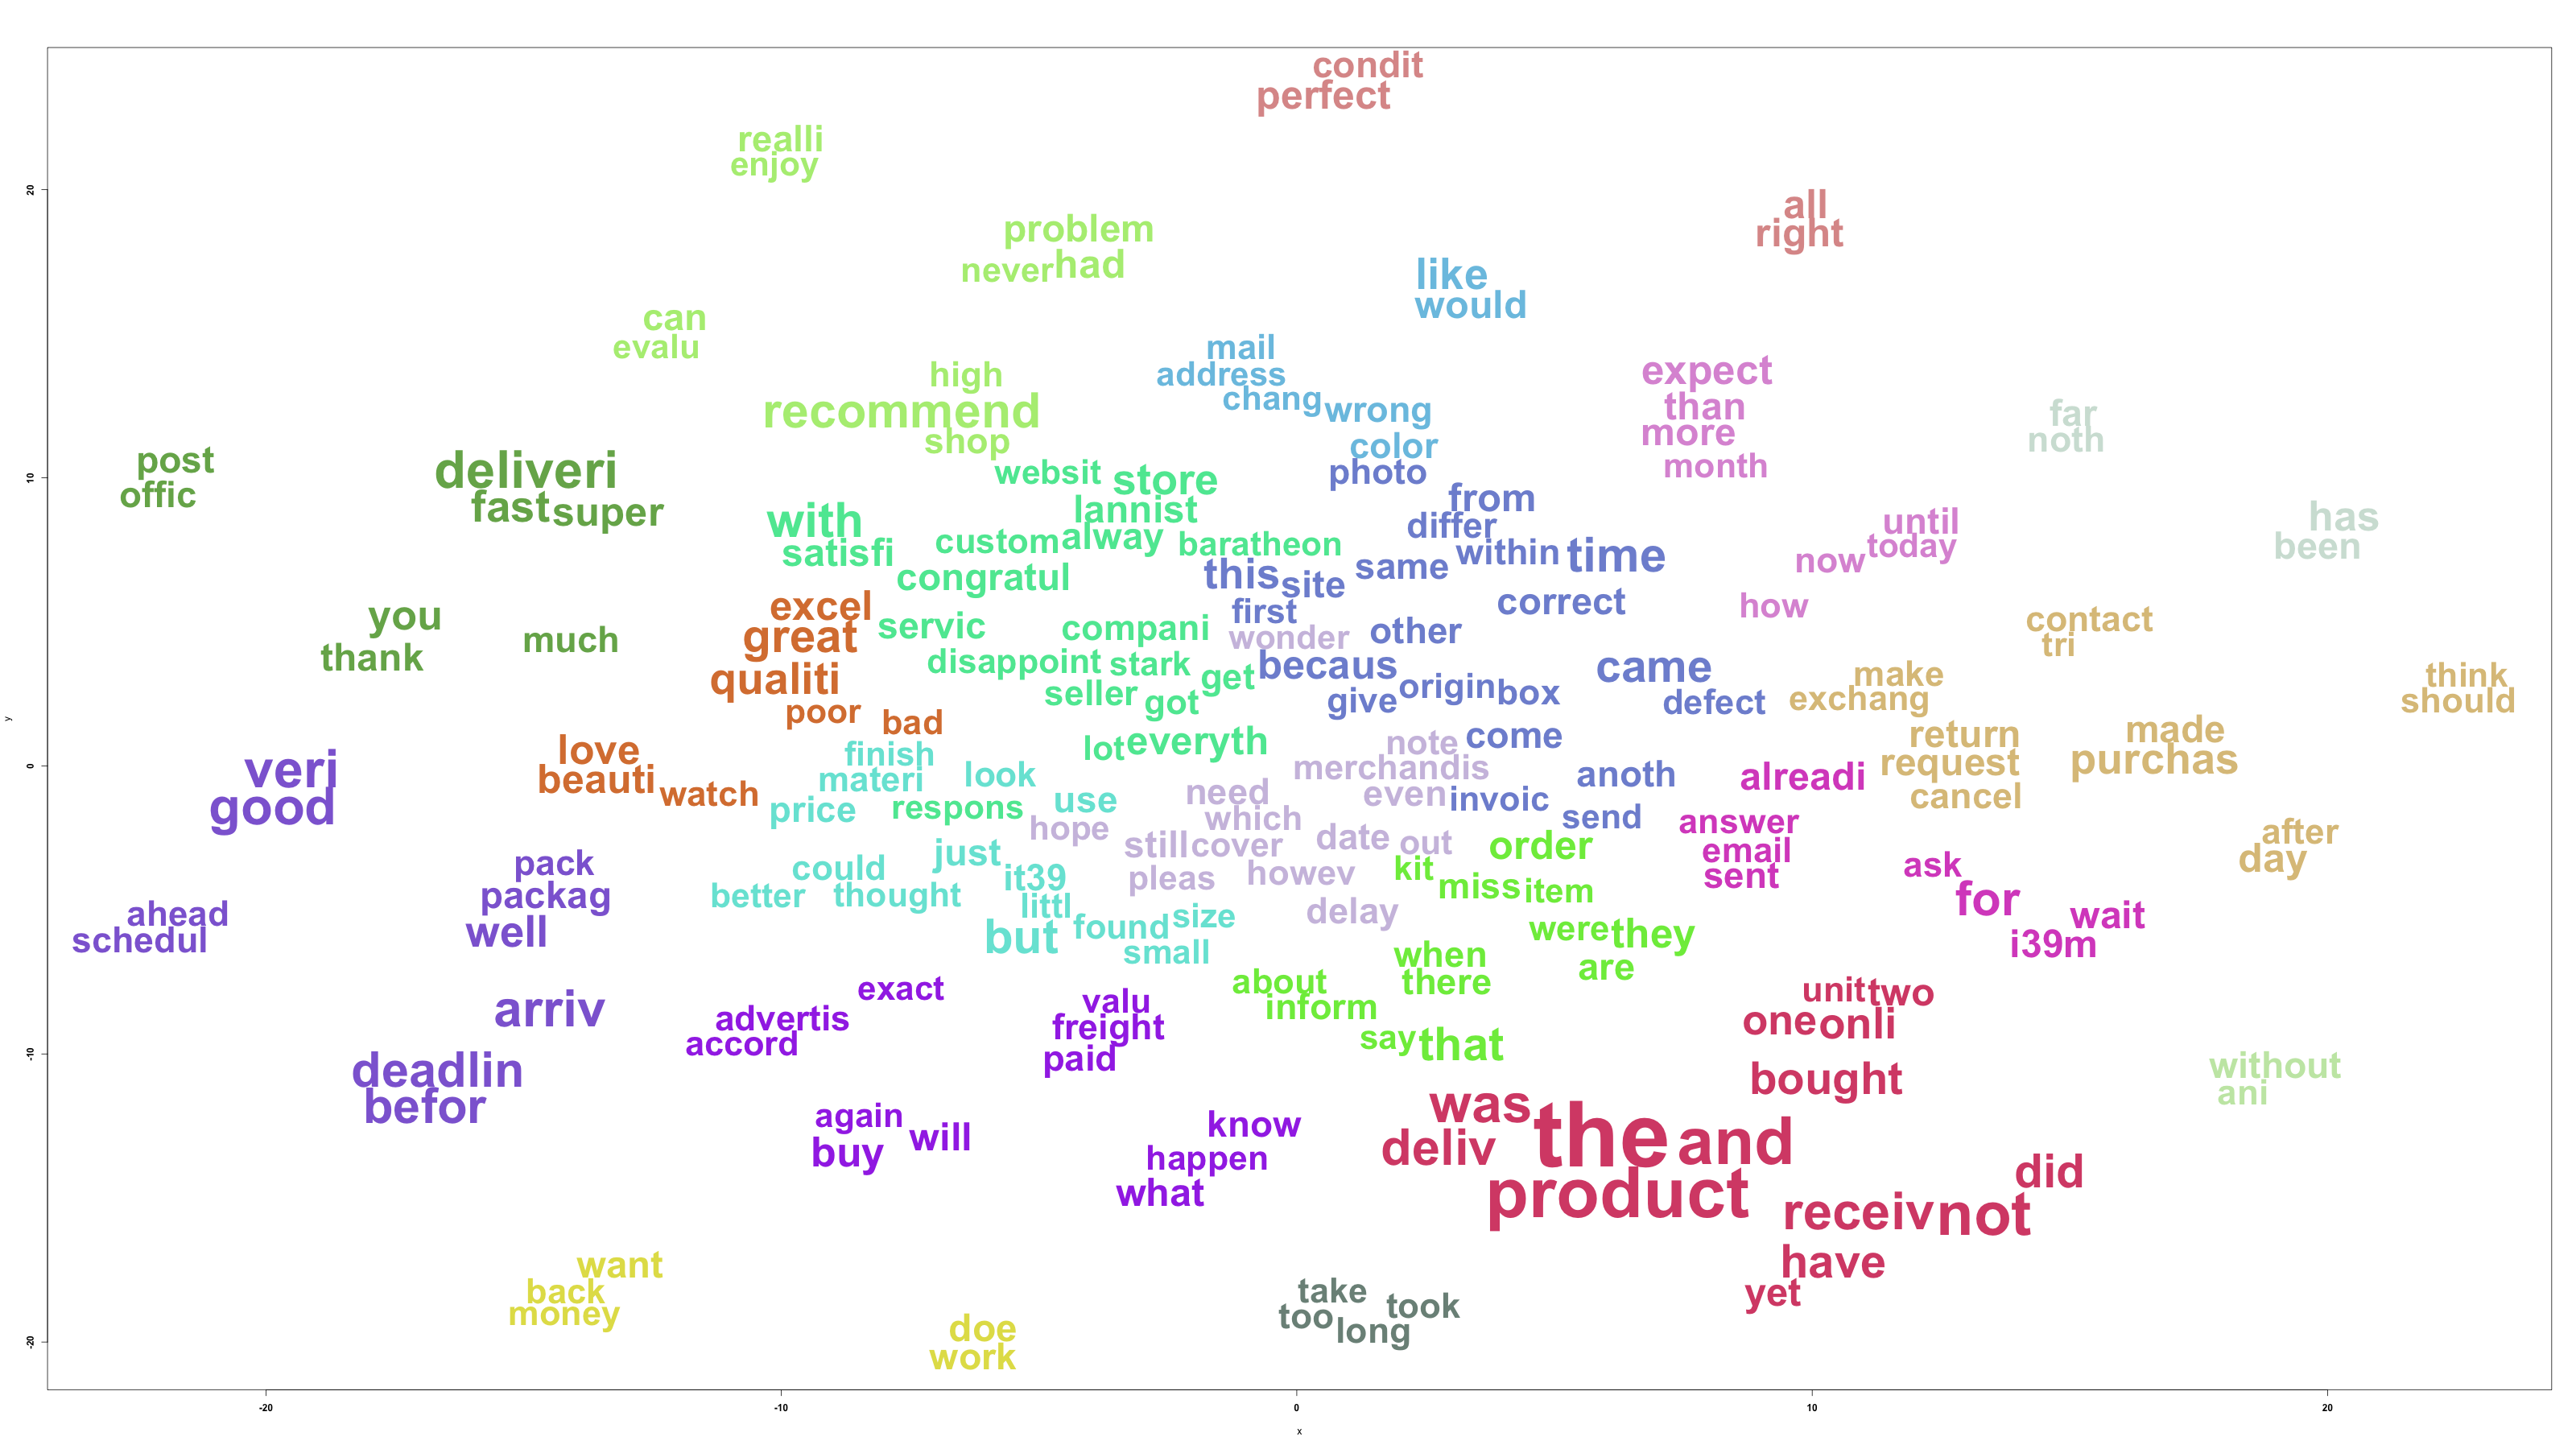 condit
perfect
realli
enjoy
all
right
problem
never had
like
would
can
evalu
mail
address
chang wrong
color
photo
high
recommend
shop
expect
than
more
month
far
noth
post
offic
deliveri
fast super
websit store
lannist
with
satisfi
custom alway baratheon
congratul
from
differ
within time
same
this site
first
correct
until
today
now
how
has
been
you
thank
much
excel
great
qualiti
poor
bad
servic compani
disappoint stark
seller got get
lot everyth
wonder other
becaus
give origin box
came
defect
come
contact
tri
make
exchang
think
should
return
request
cancel
made
purchas
veri
good
love
beauti watch
finish
materi look
price respons use
hope
note
merchandis
need even invoic
which
still cover date out
pleas howev
delay
anoth
send
alreadi
answer
email
sent
ask
for
wait
i39m
after
day
pack
packag
well
ahead
schedul
could just
better thought it39
littl
but found size
small
order
kit miss item
were they
are
when
there
about
inform
say that
arriv
deadlin
befor
exact
advertis
accord
valu
freight
paid
unit two
one onli
bought
without
ani
again
buy will
know
happen
what
was
deliv the and
product
did
receiv not
have
yet
want
back
money
doe
work
take
too took
long
y
20
10
0
-10
-20
-20
-10
0
10
20
x